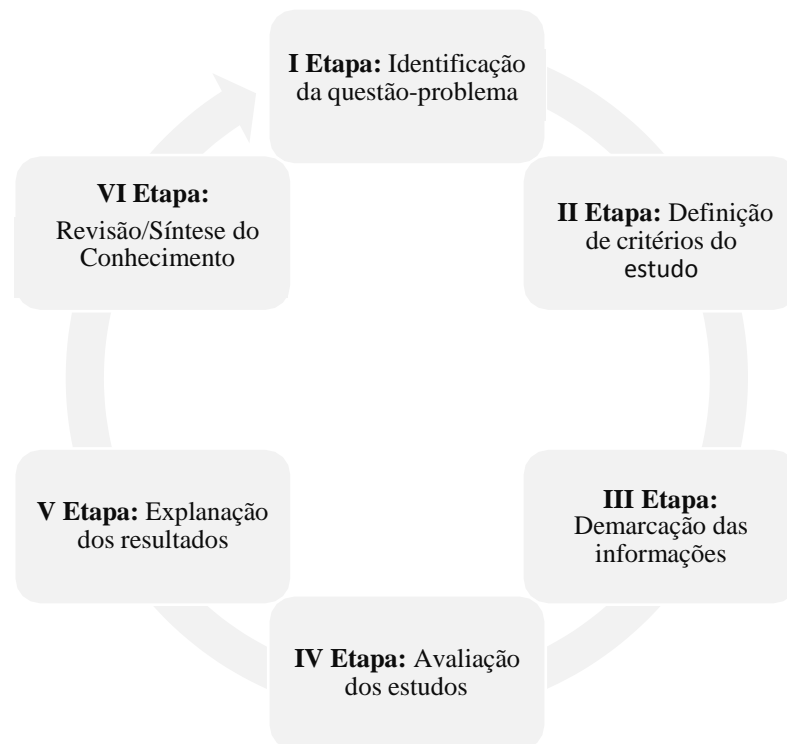 I Etapa: Identificação
da questão-problema
II Etapa: Definição
de critérios do
estudo
III Etapa:
Demarcação das
informações
IV Etapa: Avaliação
dos estudos
V Etapa: Explanação
dos resultados
VI Etapa:
Revisão/Síntese do
Conhecimento